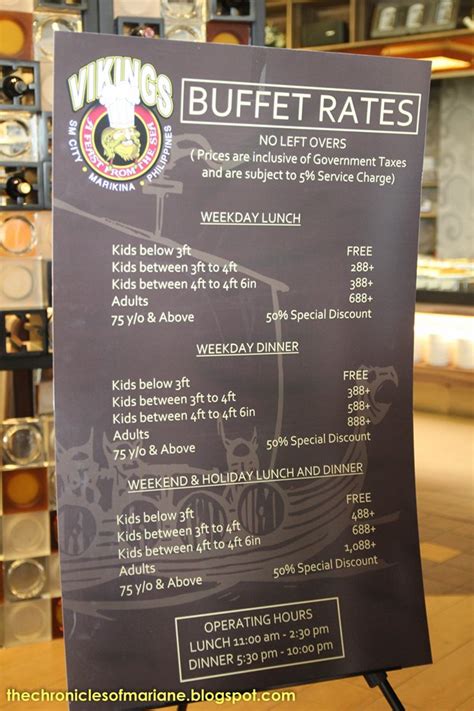 VIKINGS
A FEAST FROM THE SEA
SM CITY • MARIKINA • PHILIPPINES
BUFFET RATES
NO LEFT OVERS
( Prices are inclusive of Government Taxes
and are subject to 5% Service Charge)
WEEKDAY LUNCH
Kids below 3ft FREE
Kids between 3ft to 4ft 288+
Kids between 4ft to 4ft 6in 388+
Adults 688+
75 y/o & Above 50% Special Discount
WEEKDAY DINNER
Kids below 3ft FREE
Kids between 3ft to 4ft 388+
Kids between 4ft to 4ft 6in 588+
Adults 888+
75 y/o & Above 50% Special Discount
WEEKEND & HOLIDAY LUNCH AND DINNER
Kids below 3ft FREE
Kids between 3ft to 4ft 488+
Kids between 4ft to 4ft 6in 688+
Adults 1,088+
75 y/o & Above 50% Special Discount
OPERATING HOURS
LUNCH 11:00 am - 2:30 pm
DINNER 5:30 pm - 10:00 pm
thechroniclesofmariane.blogspot.com